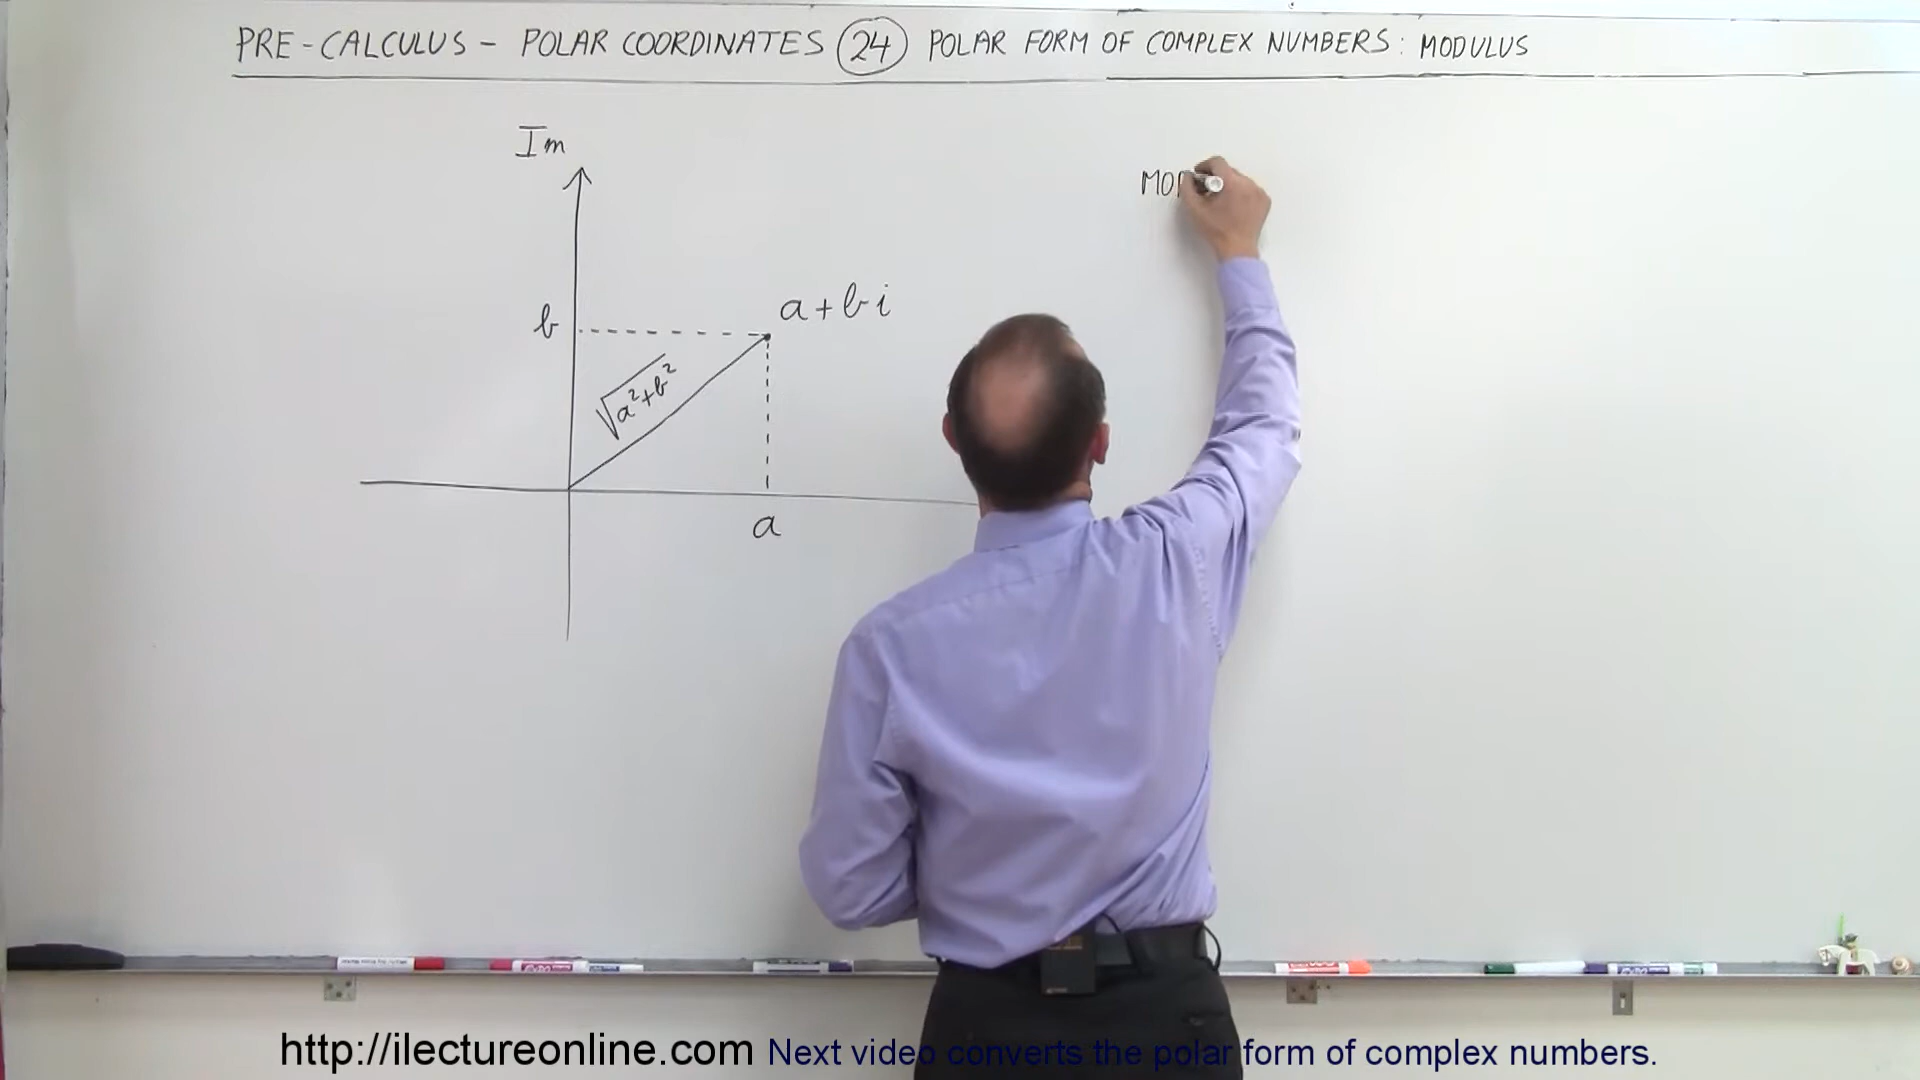 PRE-CALCULUS - POLAR COORDINATES 24 POLAR FORM OF COMPLEX NUMBERS: MODULUS
Im
MOD
a+bi
b
√a²+b²
a
http://ilectureonline.com Next video converts the polar form of complex numbers.